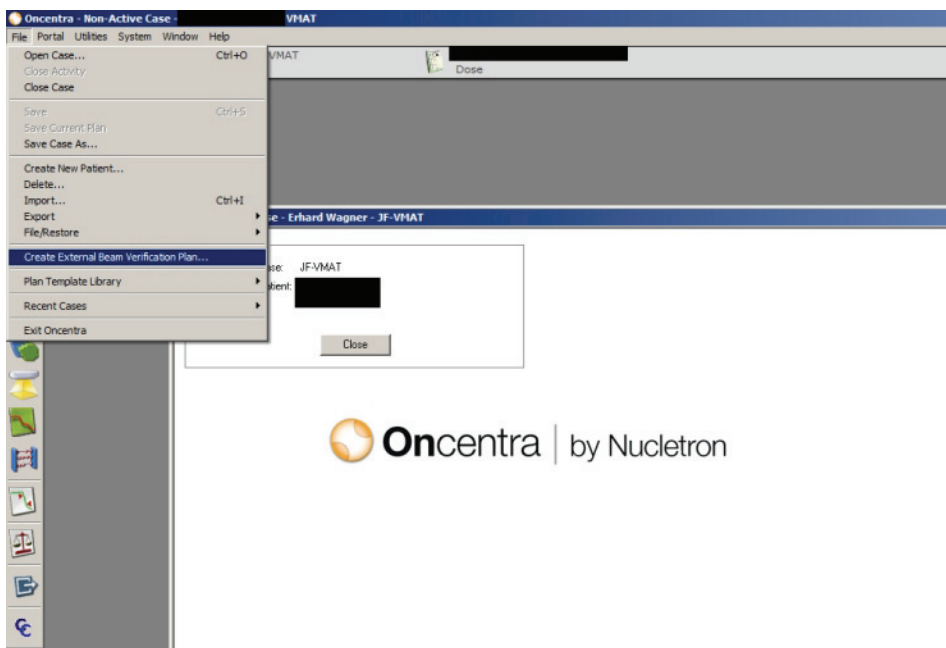 Oncentra - Non-Active Case - VMAT
File Portal Utilities System Window Help
Open Case... Ctrl+O
Close Activity
Close Case
Save Ctrl+S
Save Current Plan
Save Case As...
Create New Patient...
Delete...
Import... Ctrl+I
Export
File/Restore
Create External Beam Verification Plan...
Plan Template Library
Recent Cases
Exit Oncentra
VMAT
Dose
se - Erhard Wagner - JF-VMAT
ase: JF-VMAT
atient:
Close
Oncentra | by Nucletron